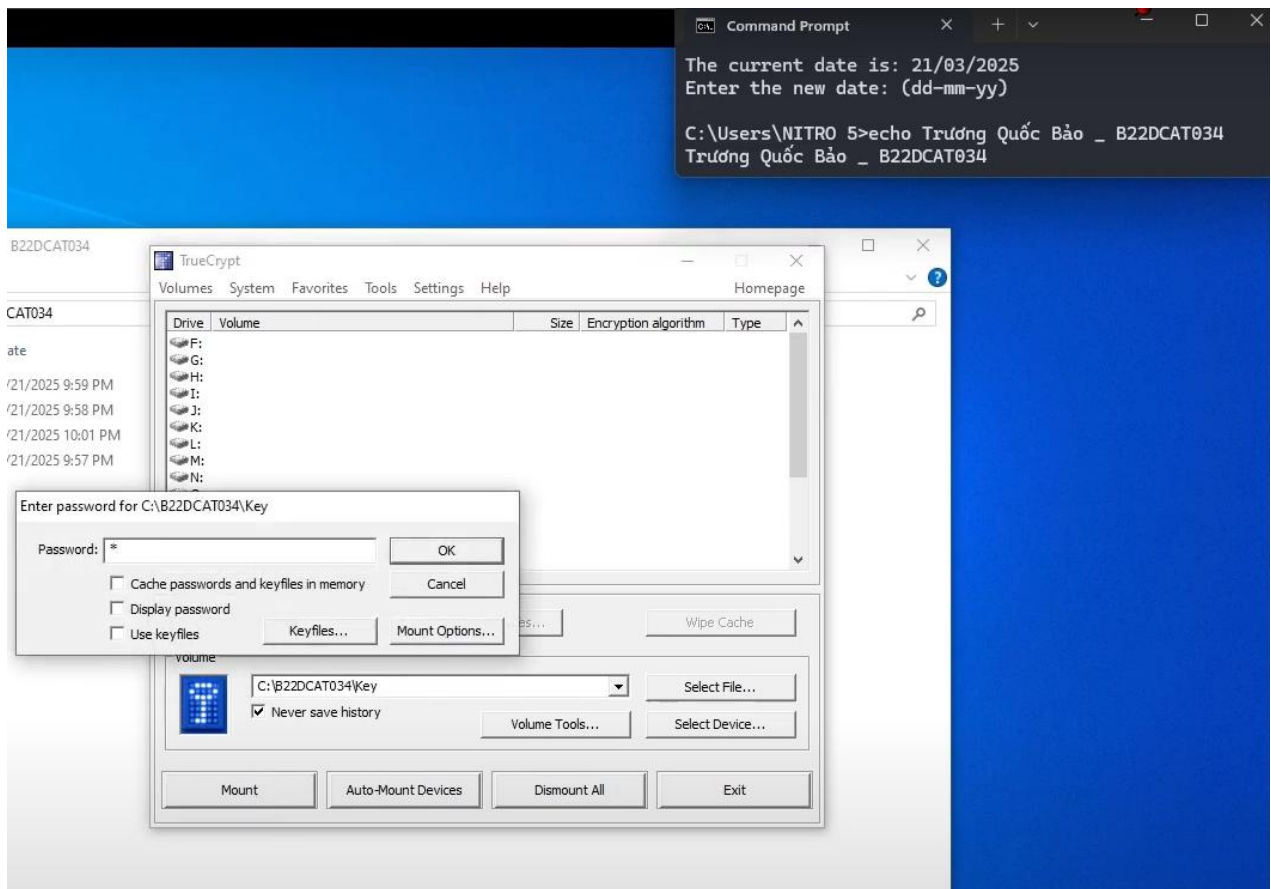 Command Prompt
The current date is: 21/03/2025
Enter the new date: (dd-mm-yy)
C:\Users\NITRO 5>echo Trương Quốc Bảo _ B22DCAT034
Trương Quốc Bảo _ B22DCAT034
B22DCAT034
CAT034
ate
/21/2025 9:59 PM
/21/2025 9:58 PM
/21/2025 10:01 PM
/21/2025 9:57 PM
TrueCrypt
Volumes System Favorites Tools Settings Help Homepage
Drive Volume Size Encryption algorithm Type
F:
G:
H:
I:
J:
K:
L:
M:
N:
Enter password for C:\B22DCAT034\Key
Password: * OK
Cache passwords and keyfiles in memory Cancel
Display password
Use keyfiles Keyfiles... Mount Options...
es... Wipe Cache
Volume
C:\B22DCAT034\Key Select File...
Never save history Volume Tools... Select Device...
Mount Auto-Mount Devices Dismount All Exit